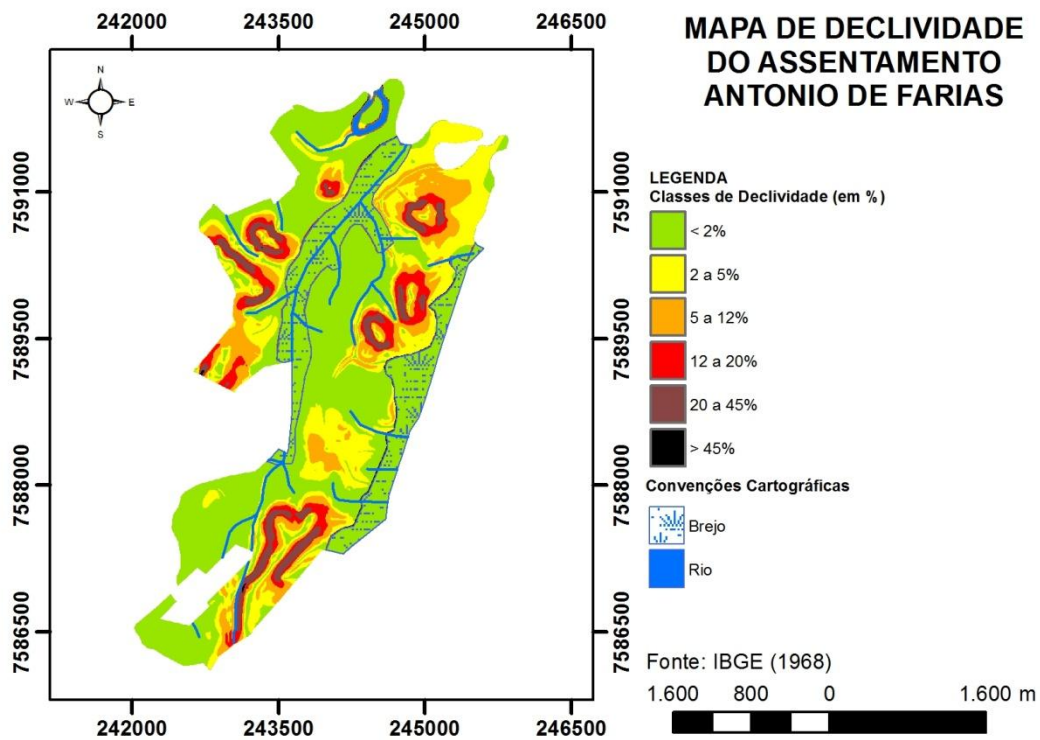 242000 243500 245000 246500
MAPA DE DECLIVIDADE
DO ASSENTAMENTO
ANTONIO DE FARIAS
N
W E
S
7591000 7591000
7589500 7589500
7588000 7588000
7586500 7586500
242000 243500 245000 246500
LEGENDA
Classes de Declividade (em %)
< 2%
2 a 5%
5 a 12%
12 a 20%
20 a 45%
> 45%
Convenções Cartográficas
Brejo
Rio
Fonte: IBGE (1968)
1.600 800 0 1.600 m